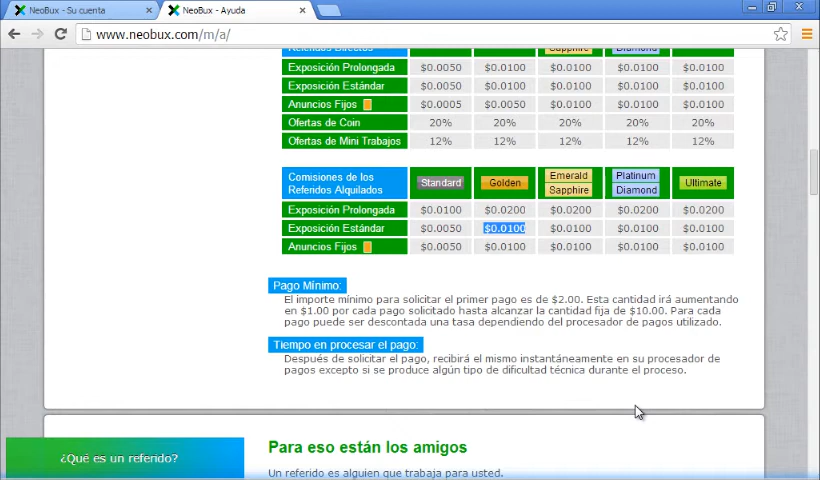 NeoBux - Su cuenta
NeoBux - Ayuda
www.neobux.com/m/a/
Referidos Directos Sapphire Diamond
Exposición Prolongada $0.0050 $0.0100 $0.0100 $0.0100 $0.0100
Exposición Estándar $0.0050 $0.0100 $0.0100 $0.0100 $0.0100
Anuncios Fijos $0.0005 $0.0050 $0.0100 $0.0100 $0.0100
Ofertas de Coin 20% 20% 20% 20% 20%
Ofertas de Mini Trabajos 12% 12% 12% 12% 12%
Comisiones de los Referidos Alquilados Standard Golden Emerald Sapphire Platinum Diamond Ultimate
Exposición Prolongada $0.0100 $0.0200 $0.0200 $0.0200 $0.0200
Exposición Estándar $0.0050 $0.0100 $0.0100 $0.0100 $0.0100
Anuncios Fijos $0.0050 $0.0100 $0.0100 $0.0100 $0.0100
Pago Mínimo:
El importe mínimo para solicitar el primer pago es de $2.00. Esta cantidad irá aumentando
en $1.00 por cada pago solicitado hasta alcanzar la cantidad fija de $10.00. Para cada
pago puede ser descontada una tasa dependiendo del procesador de pagos utilizado.
Tiempo en procesar el pago:
Después de solicitar el pago, recibirá el mismo instantáneamente en su procesador de
pagos excepto si se produce algún tipo de dificultad técnica durante el proceso.
¿Qué es un referido?
Para eso están los amigos
Un referido es alguien que trabaja para usted.